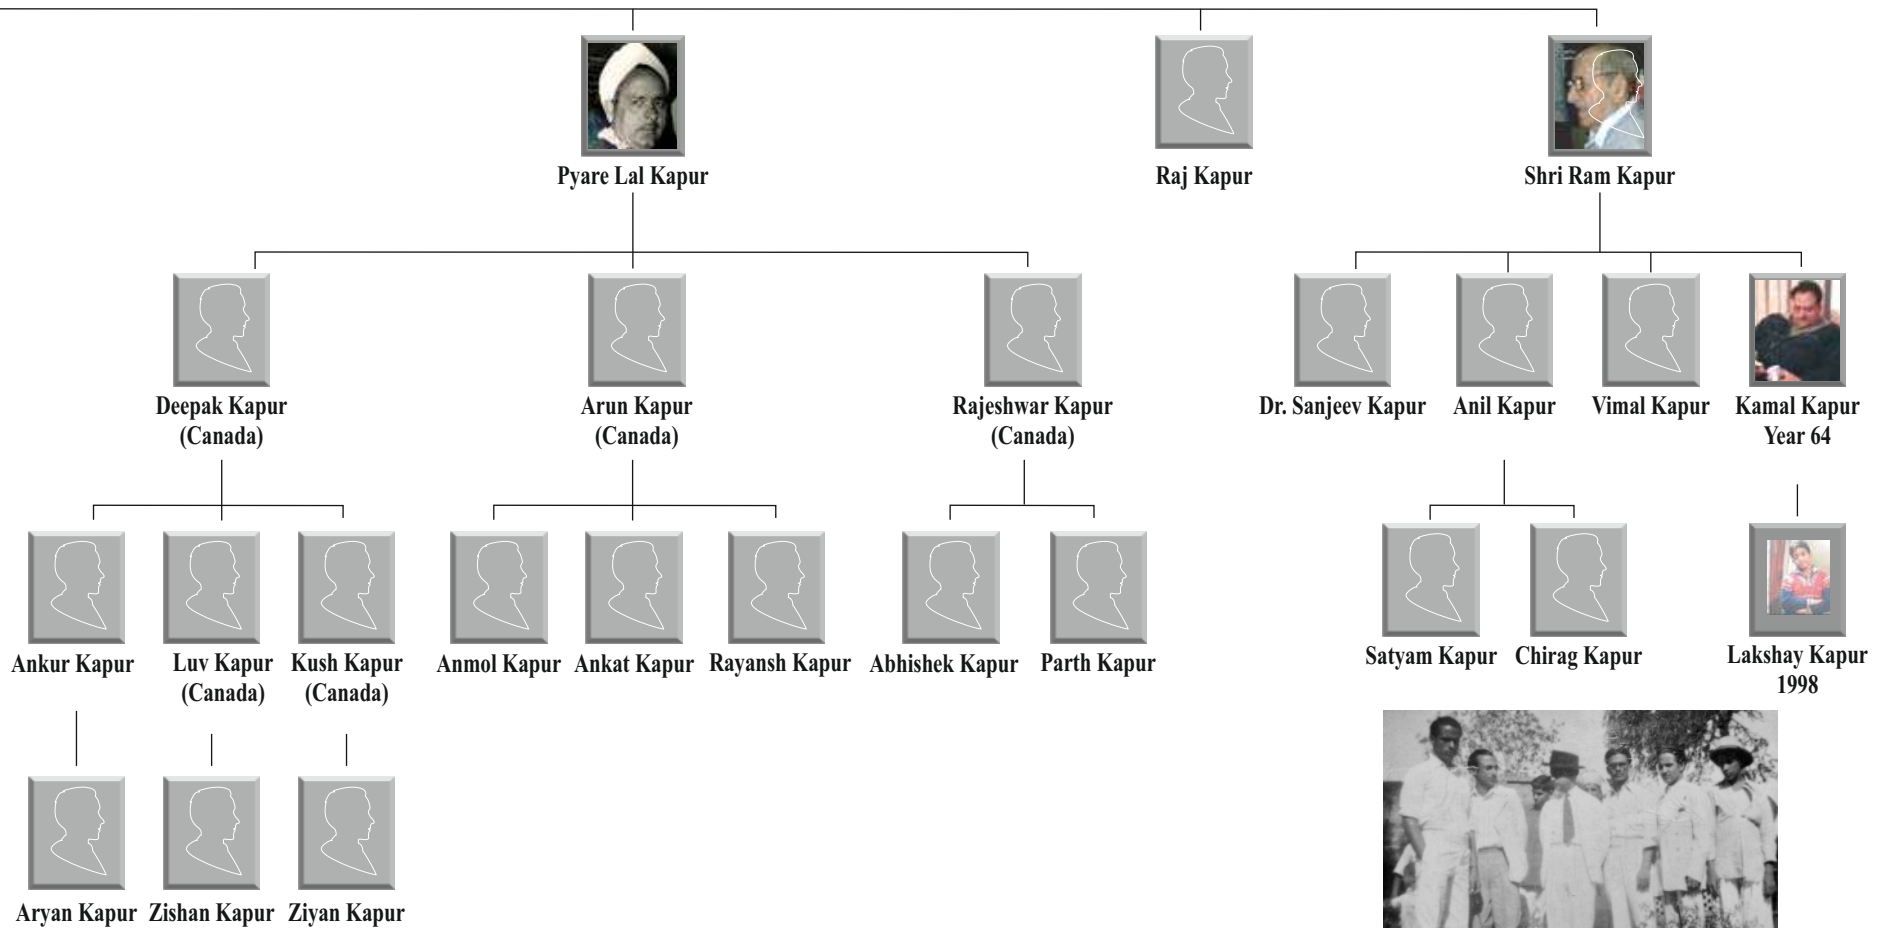 Pyare Lal Kapur
Raj Kapur
Shri Ram Kapur
Deepak Kapur
(Canada)
Arun Kapur
(Canada)
Rajeshwar Kapur
(Canada)
Dr. Sanjeev Kapur
Anil Kapur
Vimal Kapur
Kamal Kapur
Year 64
Ankur Kapur
Luv Kapur
(Canada)
Kush Kapur
(Canada)
Anmol Kapur
Ankat Kapur
Rayansh Kapur
Abhishek Kapur
Parth Kapur
Satyam Kapur
Chirag Kapur
Lakshay Kapur
1998
Aryan Kapur
Zishan Kapur
Ziyan Kapur